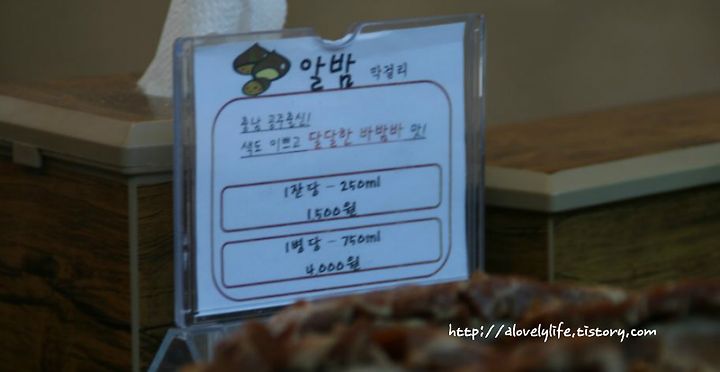 알밤 막걸리
충남 공주출신!
색도 이쁘고 달달한 바밤바 맛!
1잔당 - 250ml
1500원
1병당 - 750ml
4,000원
http://alovelylife.tistory.com